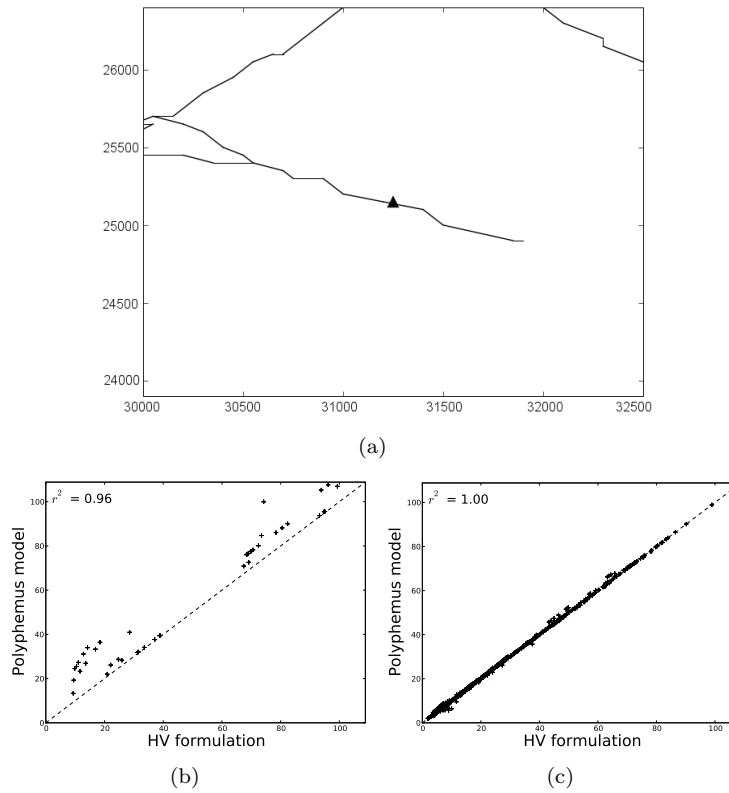 26000
25500
25000
24500
24000
30000 30500 31000 31500 32000 32500
(a)
r² = 0.96
100
80
60
40
20
0
0 20 40 60 80 100
Polyphemus model
HV formulation
(b)
r² = 1.00
100
80
60
40
20
0
0 20 40 60 80 100
Polyphemus model
HV formulation
(c)